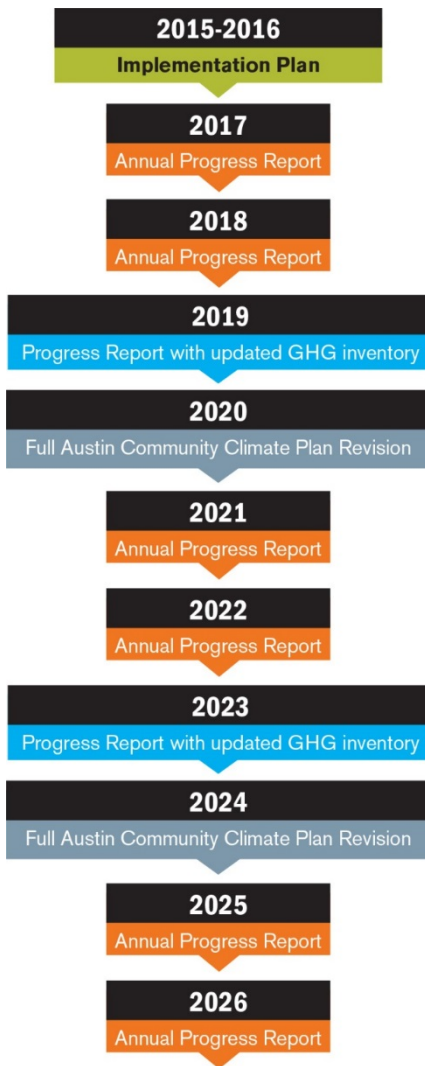 2015-2016
Implementation Plan
2017
Annual Progress Report
2018
Annual Progress Report
2019
Progress Report with updated GHG inventory
2020
Full Austin Community Climate Plan Revision
2021
Annual Progress Report
2022
Annual Progress Report
2023
Progress Report with updated GHG inventory
2024
Full Austin Community Climate Plan Revision
2025
Annual Progress Report
2026
Annual Progress Report